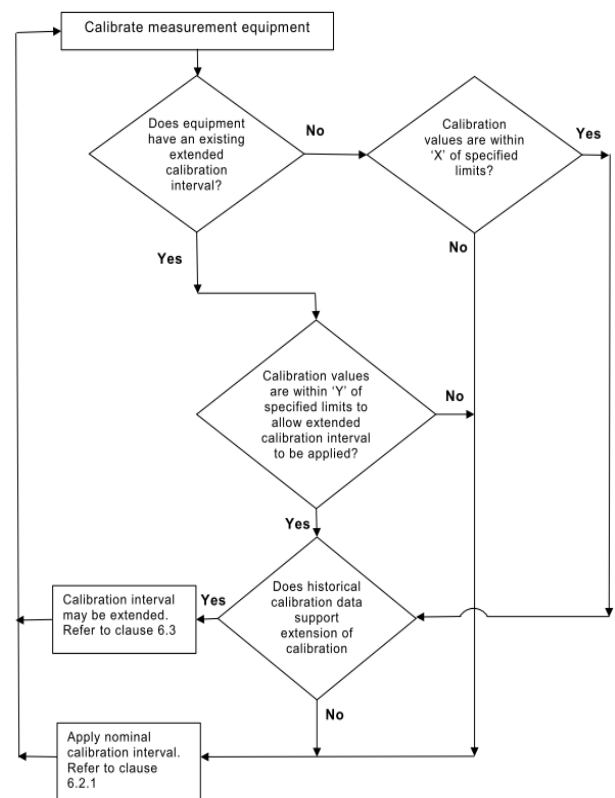 Calibrate measurement equipment
Does equipment
have an existing
extended
calibration
interval?
No
Calibration
values are within
'X' of specified
limits?
Yes
Yes
No
Calibration values
are within 'Y' of
specified limits to
allow extended
calibration interval
to be applied?
No
Yes
Does historical
calibration data
support
extension of
calibration
Yes
Calibration interval
may be extended.
Refer to clause 6.3
No
Apply nominal
calibration interval.
Refer to clause
6.2.1